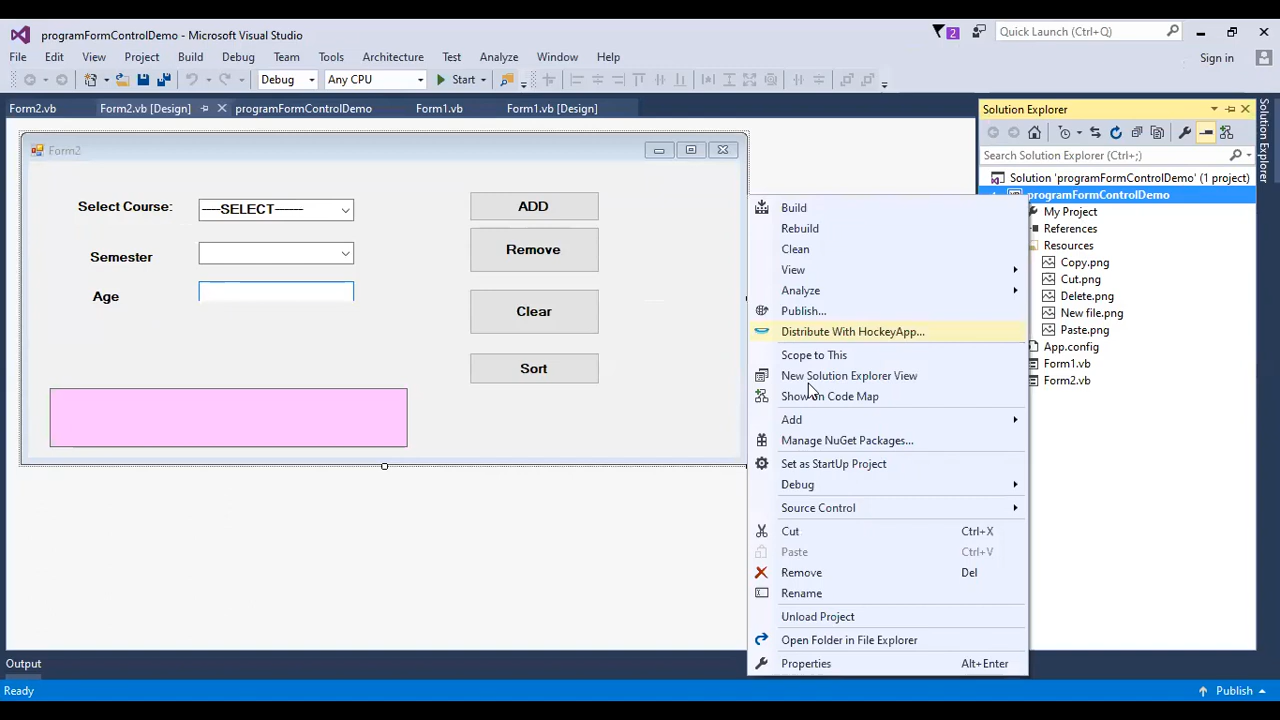 programFormControlDemo - Microsoft Visual Studio
2
Quick Launch (Ctrl+Q)
File Edit View Project Build Debug Team Tools Architecture Test Analyze Window Help
Sign in
Debug Any CPU Start
Form2.vb Form2.vb [Design] programFormControlDemo Form1.vb Form1.vb [Design]
Form2
Select Course: ----SELECT-----
Semester
Age
ADD
Remove
Clear
Sort
Build
Rebuild
Clean
View
Analyze
Publish...
Distribute With HockeyApp...
Scope to This
New Solution Explorer View
Show on Code Map
Add
Manage NuGet Packages...
Set as StartUp Project
Debug
Source Control
Cut Ctrl+X
Paste Ctrl+V
Remove Del
Rename
Unload Project
Open Folder in File Explorer
Properties Alt+Enter
Solution Explorer
Search Solution Explorer (Ctrl+;)
Solution 'programFormControlDemo' (1 project)
programFormControlDemo
My Project
References
Resources
Copy.png
Cut.png
Delete.png
New file.png
Paste.png
App.config
Form1.vb
Form2.vb
Solution Explorer
Output
Ready
Publish